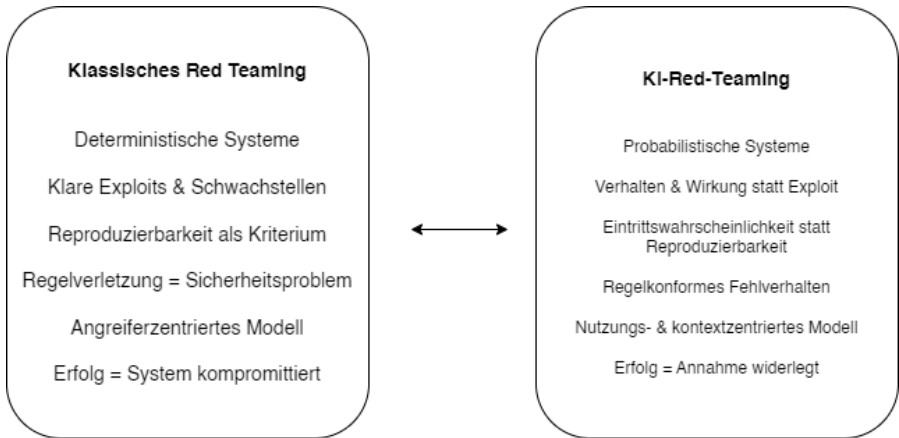 Klassisches Red Teaming
Deterministische Systeme
Klare Exploits & Schwachstellen
Reproduzierbarkeit als Kriterium
Regelverletzung = Sicherheitsproblem
Angreiferzentriertes Modell
Erfolg = System kompromittiert
KI-Red-Teaming
Probabilistische Systeme
Verhalten & Wirkung statt Exploit
Eintrittswahrscheinlichkeit statt
Reproduzierbarkeit
Regelkonformes Fehlverhalten
Nutzungs- & kontextzentriertes Modell
Erfolg = Annahme widerlegt